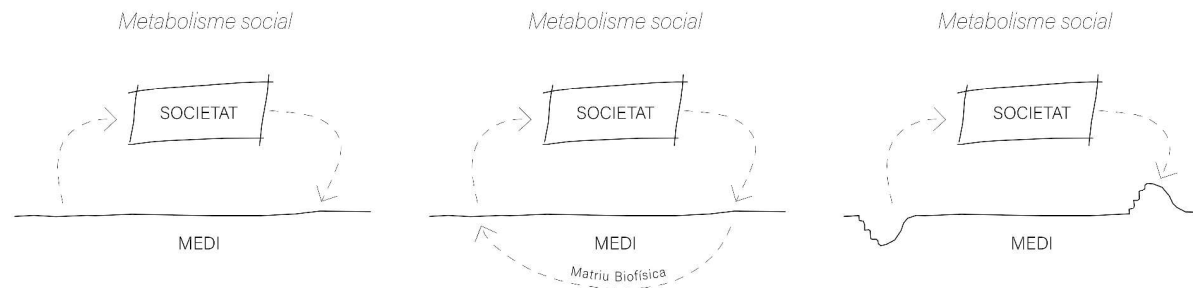 Metabolisme social
SOCIETAT
MEDI
Metabolisme social
SOCIETAT
MEDI
Matriu Biofísica
Metabolisme social
SOCIETAT
MEDI